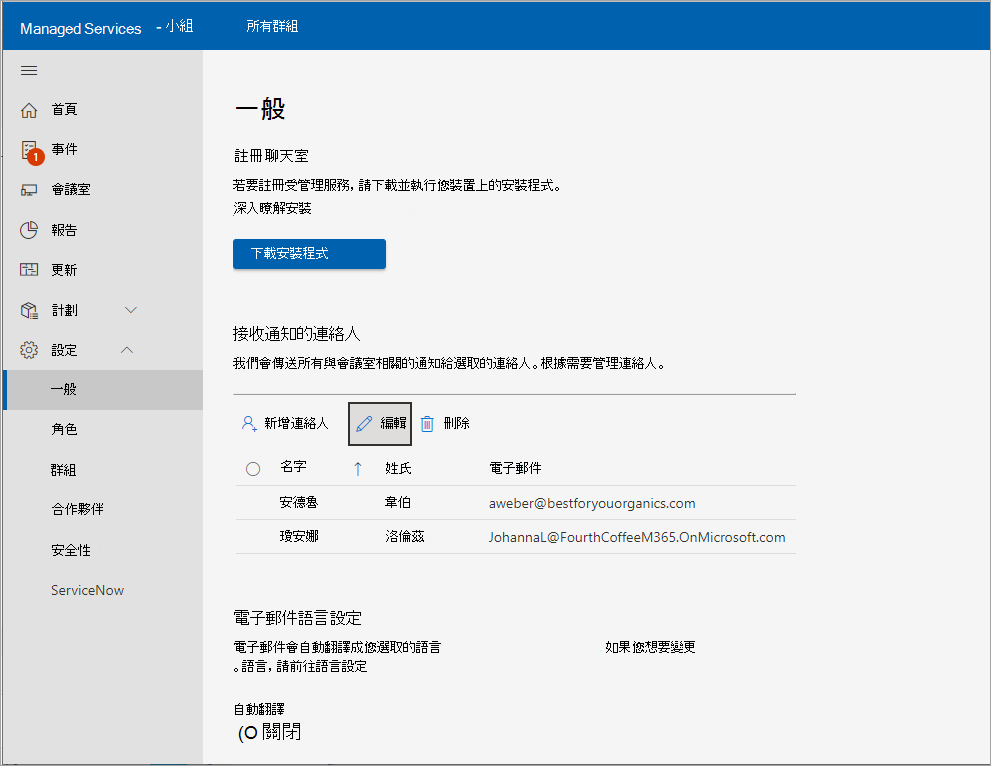 Managed Services - 小組 所有群組
首頁
1
事件
會議室
報告
更新
計劃
設定
一般
角色
群組
合作夥伴
安全性
ServiceNow
一般
註冊聊天室
若要註冊受管理服務, 請下載並執行您裝置上的安裝程式。
深入瞭解安裝
下載安裝程式
接收通知的連絡人
我們會傳送所有與會議室相關的通知給選取的連絡人。根據需要管理連絡人。
新增連絡人 編輯 刪除
名字 ↑ 姓氏 電子郵件
安德魯 韋伯 aweber@bestforyouorganics.com
瓊安娜 洛倫茲 JohannaL@FourthCoffeeM365.OnMicrosoft.com
電子郵件語言設定
電子郵件會自動翻譯成您選取的語言 如果您想要變更
。語言, 請前往語言設定
自動翻譯
(O 關閉